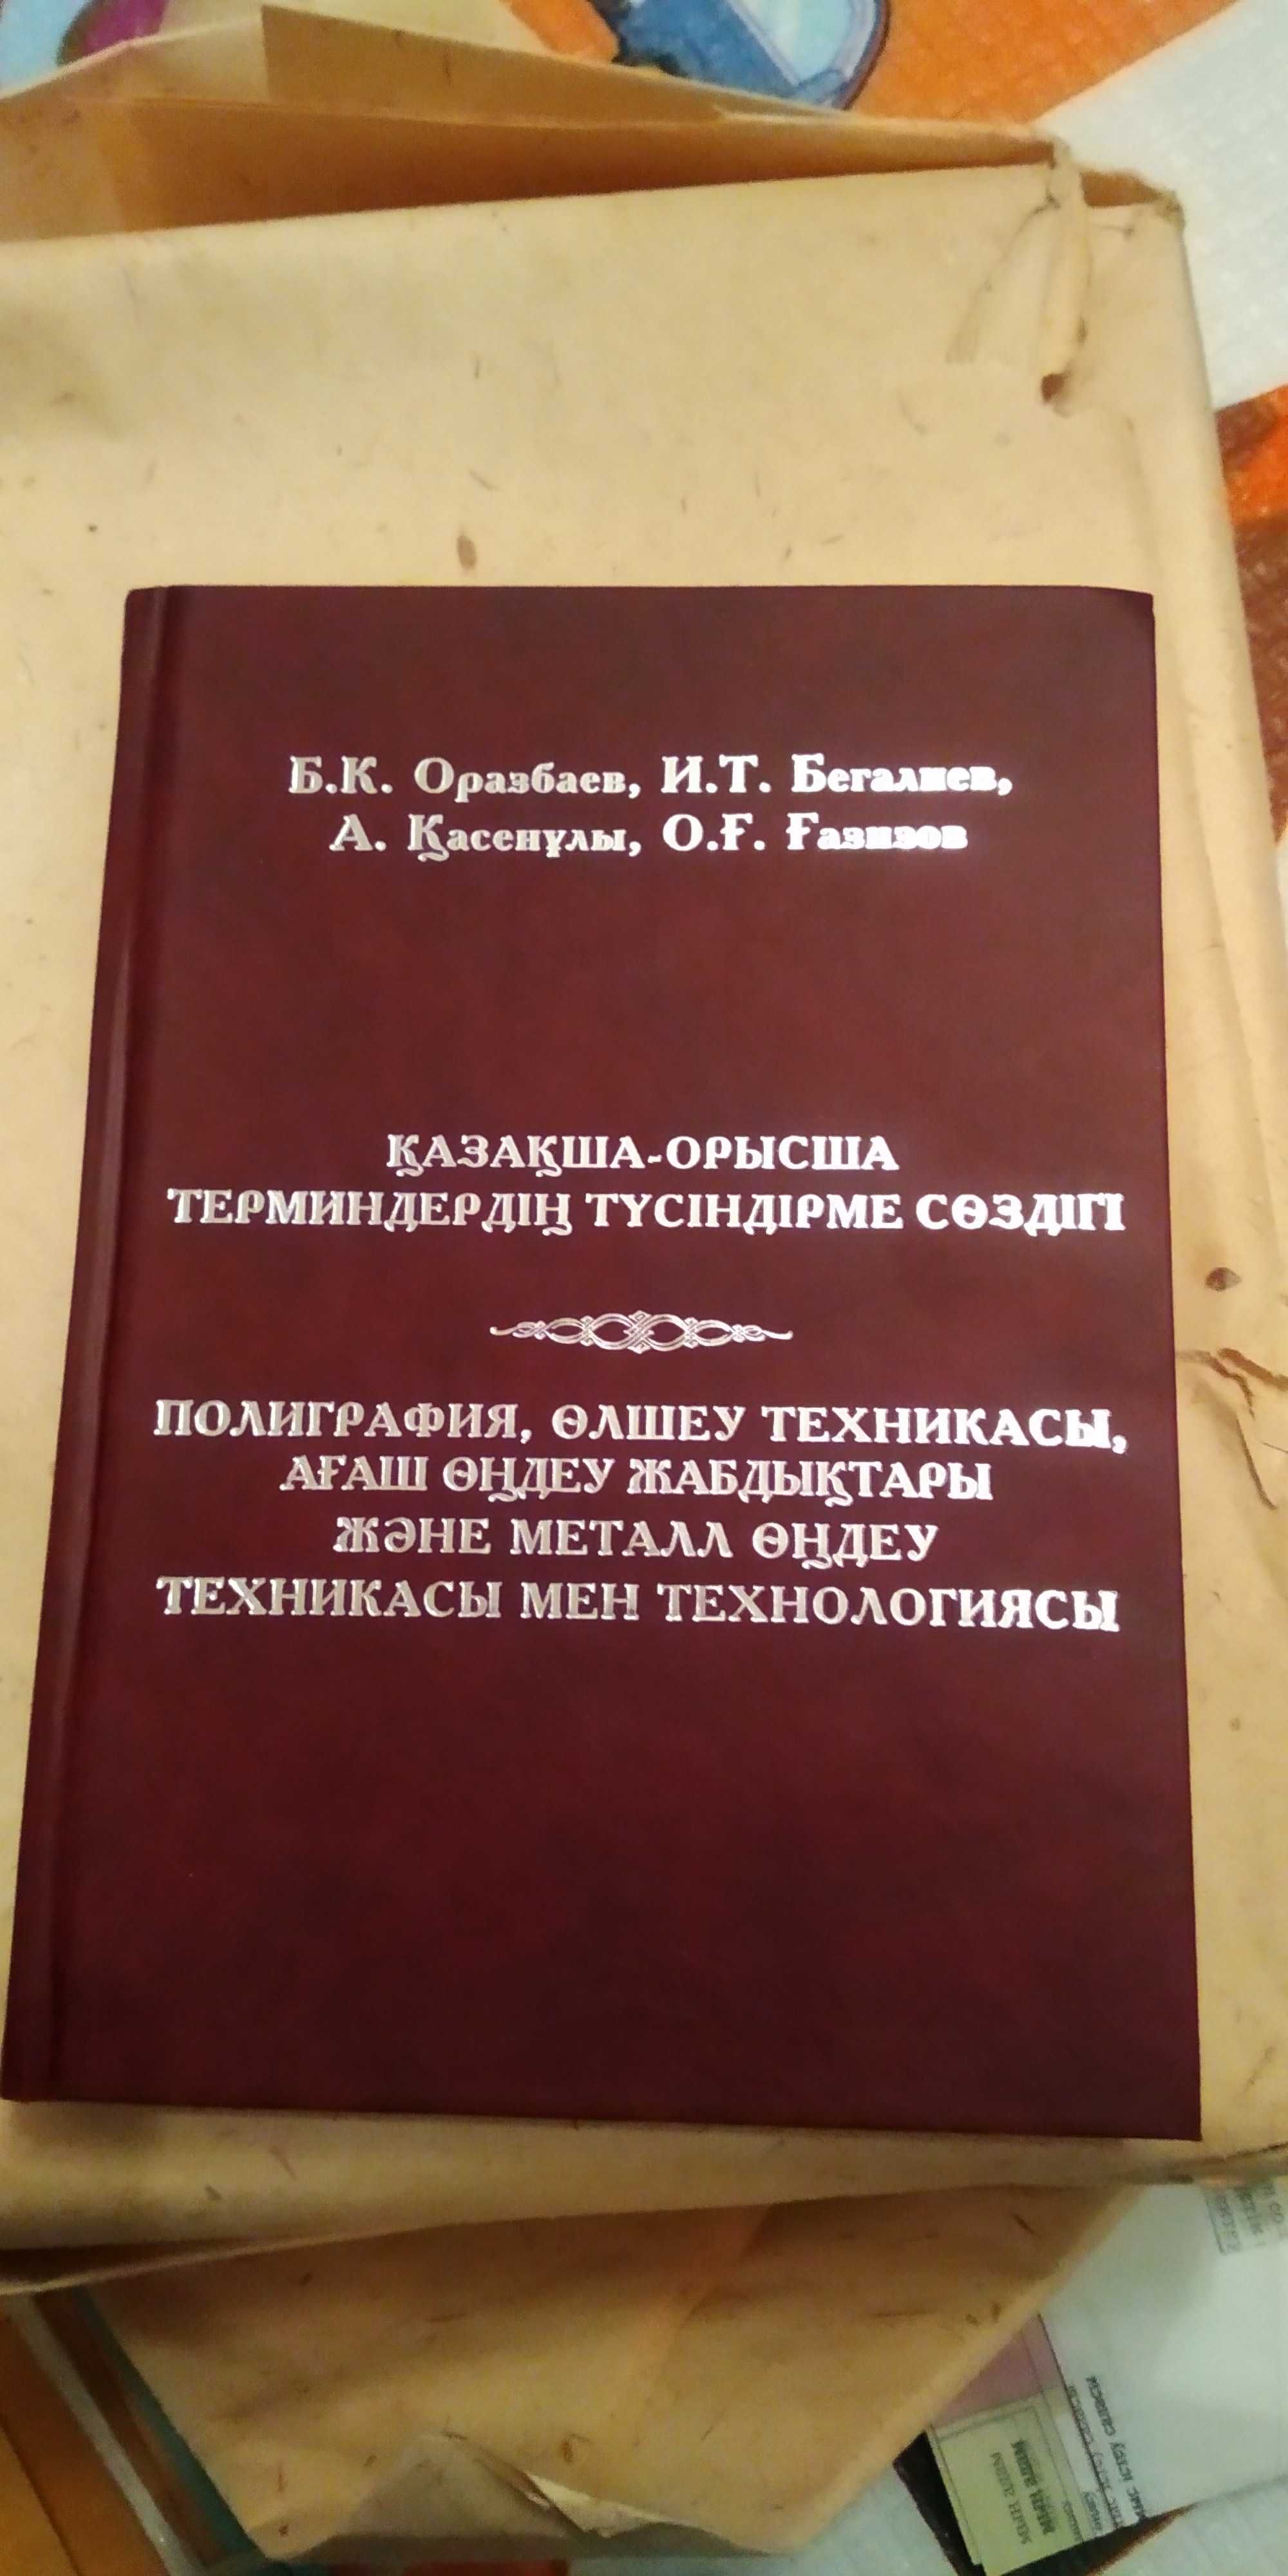 Б.К. Оразбаев, И.Т. Бегалиев,
А. Қасенұлы, О.Ғ. Ғазизов
ҚАЗАҚША-ОРЫСША
ТЕРМИНДЕРДІҢ ТҮСІНДІРМЕ СӨЗДІГІ
ПОЛИГРАФИЯ, ӨЛШЕУ ТЕХНИКАСЫ,
АҒАШ ӨҢДЕУ ЖАБДЫҚТАРЫ
ЖӘНЕ МЕТАЛЛ ӨҢДЕУ
ТЕХНИКАСЫ МЕН ТЕХНОЛОГИЯСЫ